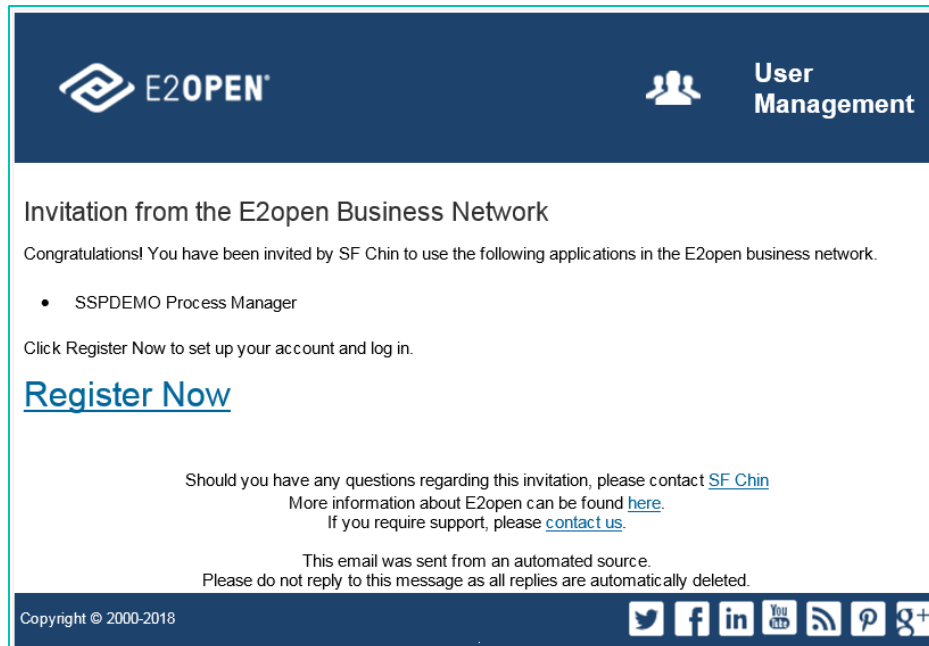 E2OPEN®
User
Management
Invitation from the E2open Business Network
Congratulations! You have been invited by SF Chin to use the following applications in the E2open business network.
• SSPDEMO Process Manager
Click Register Now to set up your account and log in.
Register Now
Should you have any questions regarding this invitation, please contact SF Chin
More information about E2open can be found here.
If you require support, please contact us.
This email was sent from an automated source.
Please do not reply to this message as all replies are automatically deleted.
Copyright © 2000-2018
f in You Tube g+